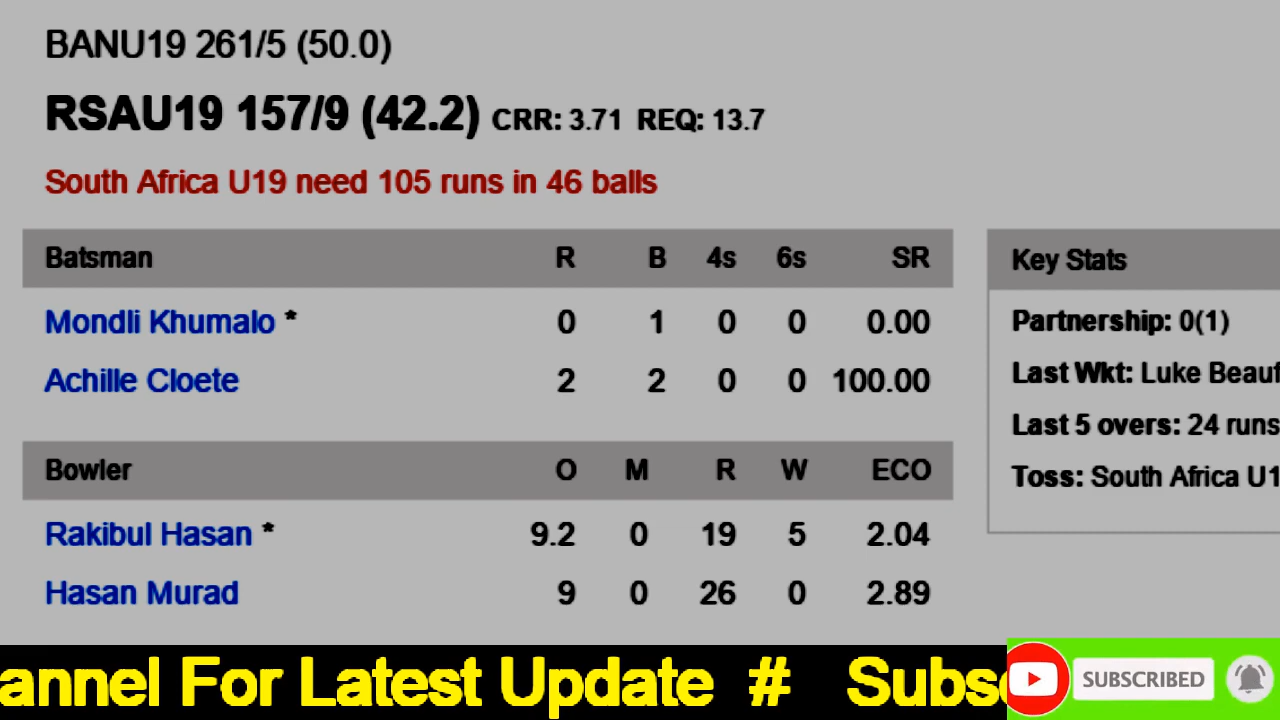 BANU19 261/5 (50.0)
RSAU19 157/9 (42.2) CRR: 3.71 REQ: 13.7
South Africa U19 need 105 runs in 46 balls
Batsman R B 4s 6s SR
Mondli Khumalo * 0 1 0 0 0.00
Achille Cloete 2 2 0 0 100.00
Bowler O M R W ECO
Rakibul Hasan * 9.2 0 19 5 2.04
Hasan Murad 9 0 26 0 2.89
Key Stats
Partnership: 0(1)
Last Wkt: Luke Beauf
Last 5 overs: 24 runs
Toss: South Africa U1
annel For Latest Update # Subs
SUBSCRIBED